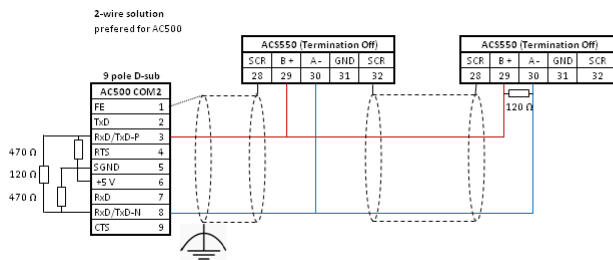 2-wire solution
prefered for AC500
ACS550 (Termination Off)
SCR B + A - GND SCR
28 29 30 31 32
ACS550 (Termination Off)
SCR B + A - GND SCR
28 29 30 31 32
120 Ω
9 pole D-sub
AC500 COM2
FE 1
TxD 2
RxD/TxD-P 3
RTS 4
SGND 5
+5 V 6
RxD 7
RxD/TxD-N 8
CTS 9
470 Ω
120 Ω
470 Ω